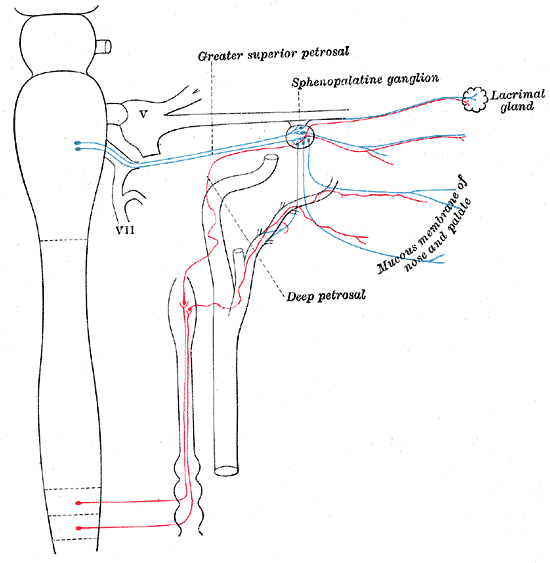 Greater superior petrosal
Sphenopalatine ganglion
Lacrimal
gland
V
VII
Mucous membrane of
nose and palate
Deep petrosal